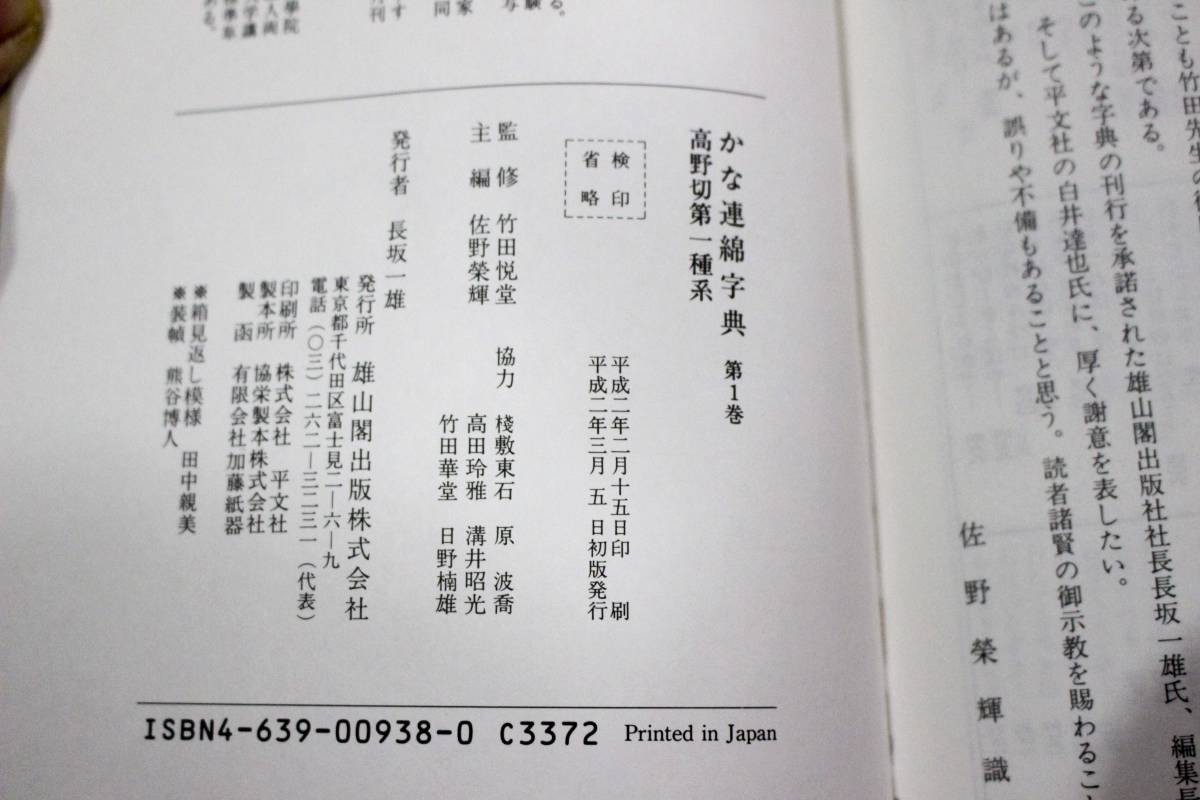 ことも竹田先生の
る次第である。
このような字典の刊行を承諾された雄山閣出版社社長長坂一雄氏、編集長
そして平文社の白井達也氏に、厚く謝意を表したい。
はあるが、誤りや不備もあることと思う。読者諸賢の御示教を賜わること
佐野榮輝識
かな連綿字典 第1巻
高野切第一種系
検印
省略
平成二年二月十五日印 刷
平成二年三月 五 日初版発行
監修 竹田悦堂
主編 佐野榮輝
協力 棧敷東石 原 波喬
高田玲雅 溝井昭光
竹田華堂 日野楠雄
発行者 長坂一雄
発行所 雄山閣出版株式会社
東京都千代田区富士見二―六―九
電話(〇三)二六二―三二三一(代表)
印刷所 株式会社 平文社
製本所 協栄製本株式会社
製 函 有限会社加藤紙器
※箱見返し模様 田中親美
※装幀 熊谷博人
ISBN4-639-00938-0 C3372 Printed in Japan